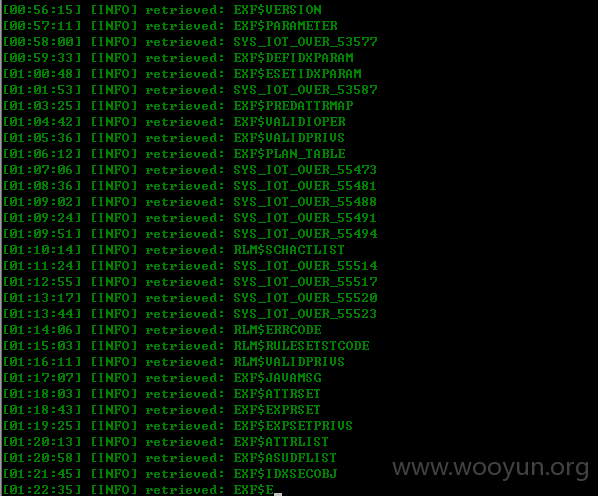 [00:56:15] [INFO] retrieved: EXF$VERSION
[00:57:11] [INFO] retrieved: EXF$PARAMETER
[00:58:00] [INFO] retrieved: SYS_IOT_OVER_53577
[00:59:33] [INFO] retrieved: EXF$DEFIDXPARAM
[01:00:48] [INFO] retrieved: EXF$ESETIDXPARAM
[01:01:53] [INFO] retrieved: SYS_IOT_OVER_53587
[01:03:25] [INFO] retrieved: EXF$PREDATTRMAP
[01:04:42] [INFO] retrieved: EXF$VALIDIOPER
[01:05:36] [INFO] retrieved: EXF$VALIDPRIVS
[01:06:12] [INFO] retrieved: EXF$PLAN_TABLE
[01:07:06] [INFO] retrieved: SYS_IOT_OVER_55473
[01:08:36] [INFO] retrieved: SYS_IOT_OVER_55481
[01:09:02] [INFO] retrieved: SYS_IOT_OVER_55488
[01:09:24] [INFO] retrieved: SYS_IOT_OVER_55491
[01:09:51] [INFO] retrieved: SYS_IOT_OVER_55494
[01:10:14] [INFO] retrieved: RLM$SCHACTLIST
[01:11:24] [INFO] retrieved: SYS_IOT_OVER_55514
[01:12:55] [INFO] retrieved: SYS_IOT_OVER_55517
[01:13:17] [INFO] retrieved: SYS_IOT_OVER_55520
[01:13:44] [INFO] retrieved: SYS_IOT_OVER_55523
[01:14:06] [INFO] retrieved: RLM$ERRCODE
[01:15:03] [INFO] retrieved: RLM$RULESETSTCODE
[01:16:11] [INFO] retrieved: RLM$VALIDPRIVS
[01:17:07] [INFO] retrieved: EXF$JAVAMSG
[01:18:03] [INFO] retrieved: EXF$ATTRSET
[01:18:43] [INFO] retrieved: EXF$EXPRSET
[01:19:25] [INFO] retrieved: EXF$EXPSETPRIVS
[01:20:13] [INFO] retrieved: EXF$ATTRLIST
[01:20:58] [INFO] retrieved: EXF$ASUDFLIST
[01:21:45] [INFO] retrieved: EXF$IDXSECOBJ
[01:22:35] [INFO] retrieved: EXF$E_
www.wooyun.org